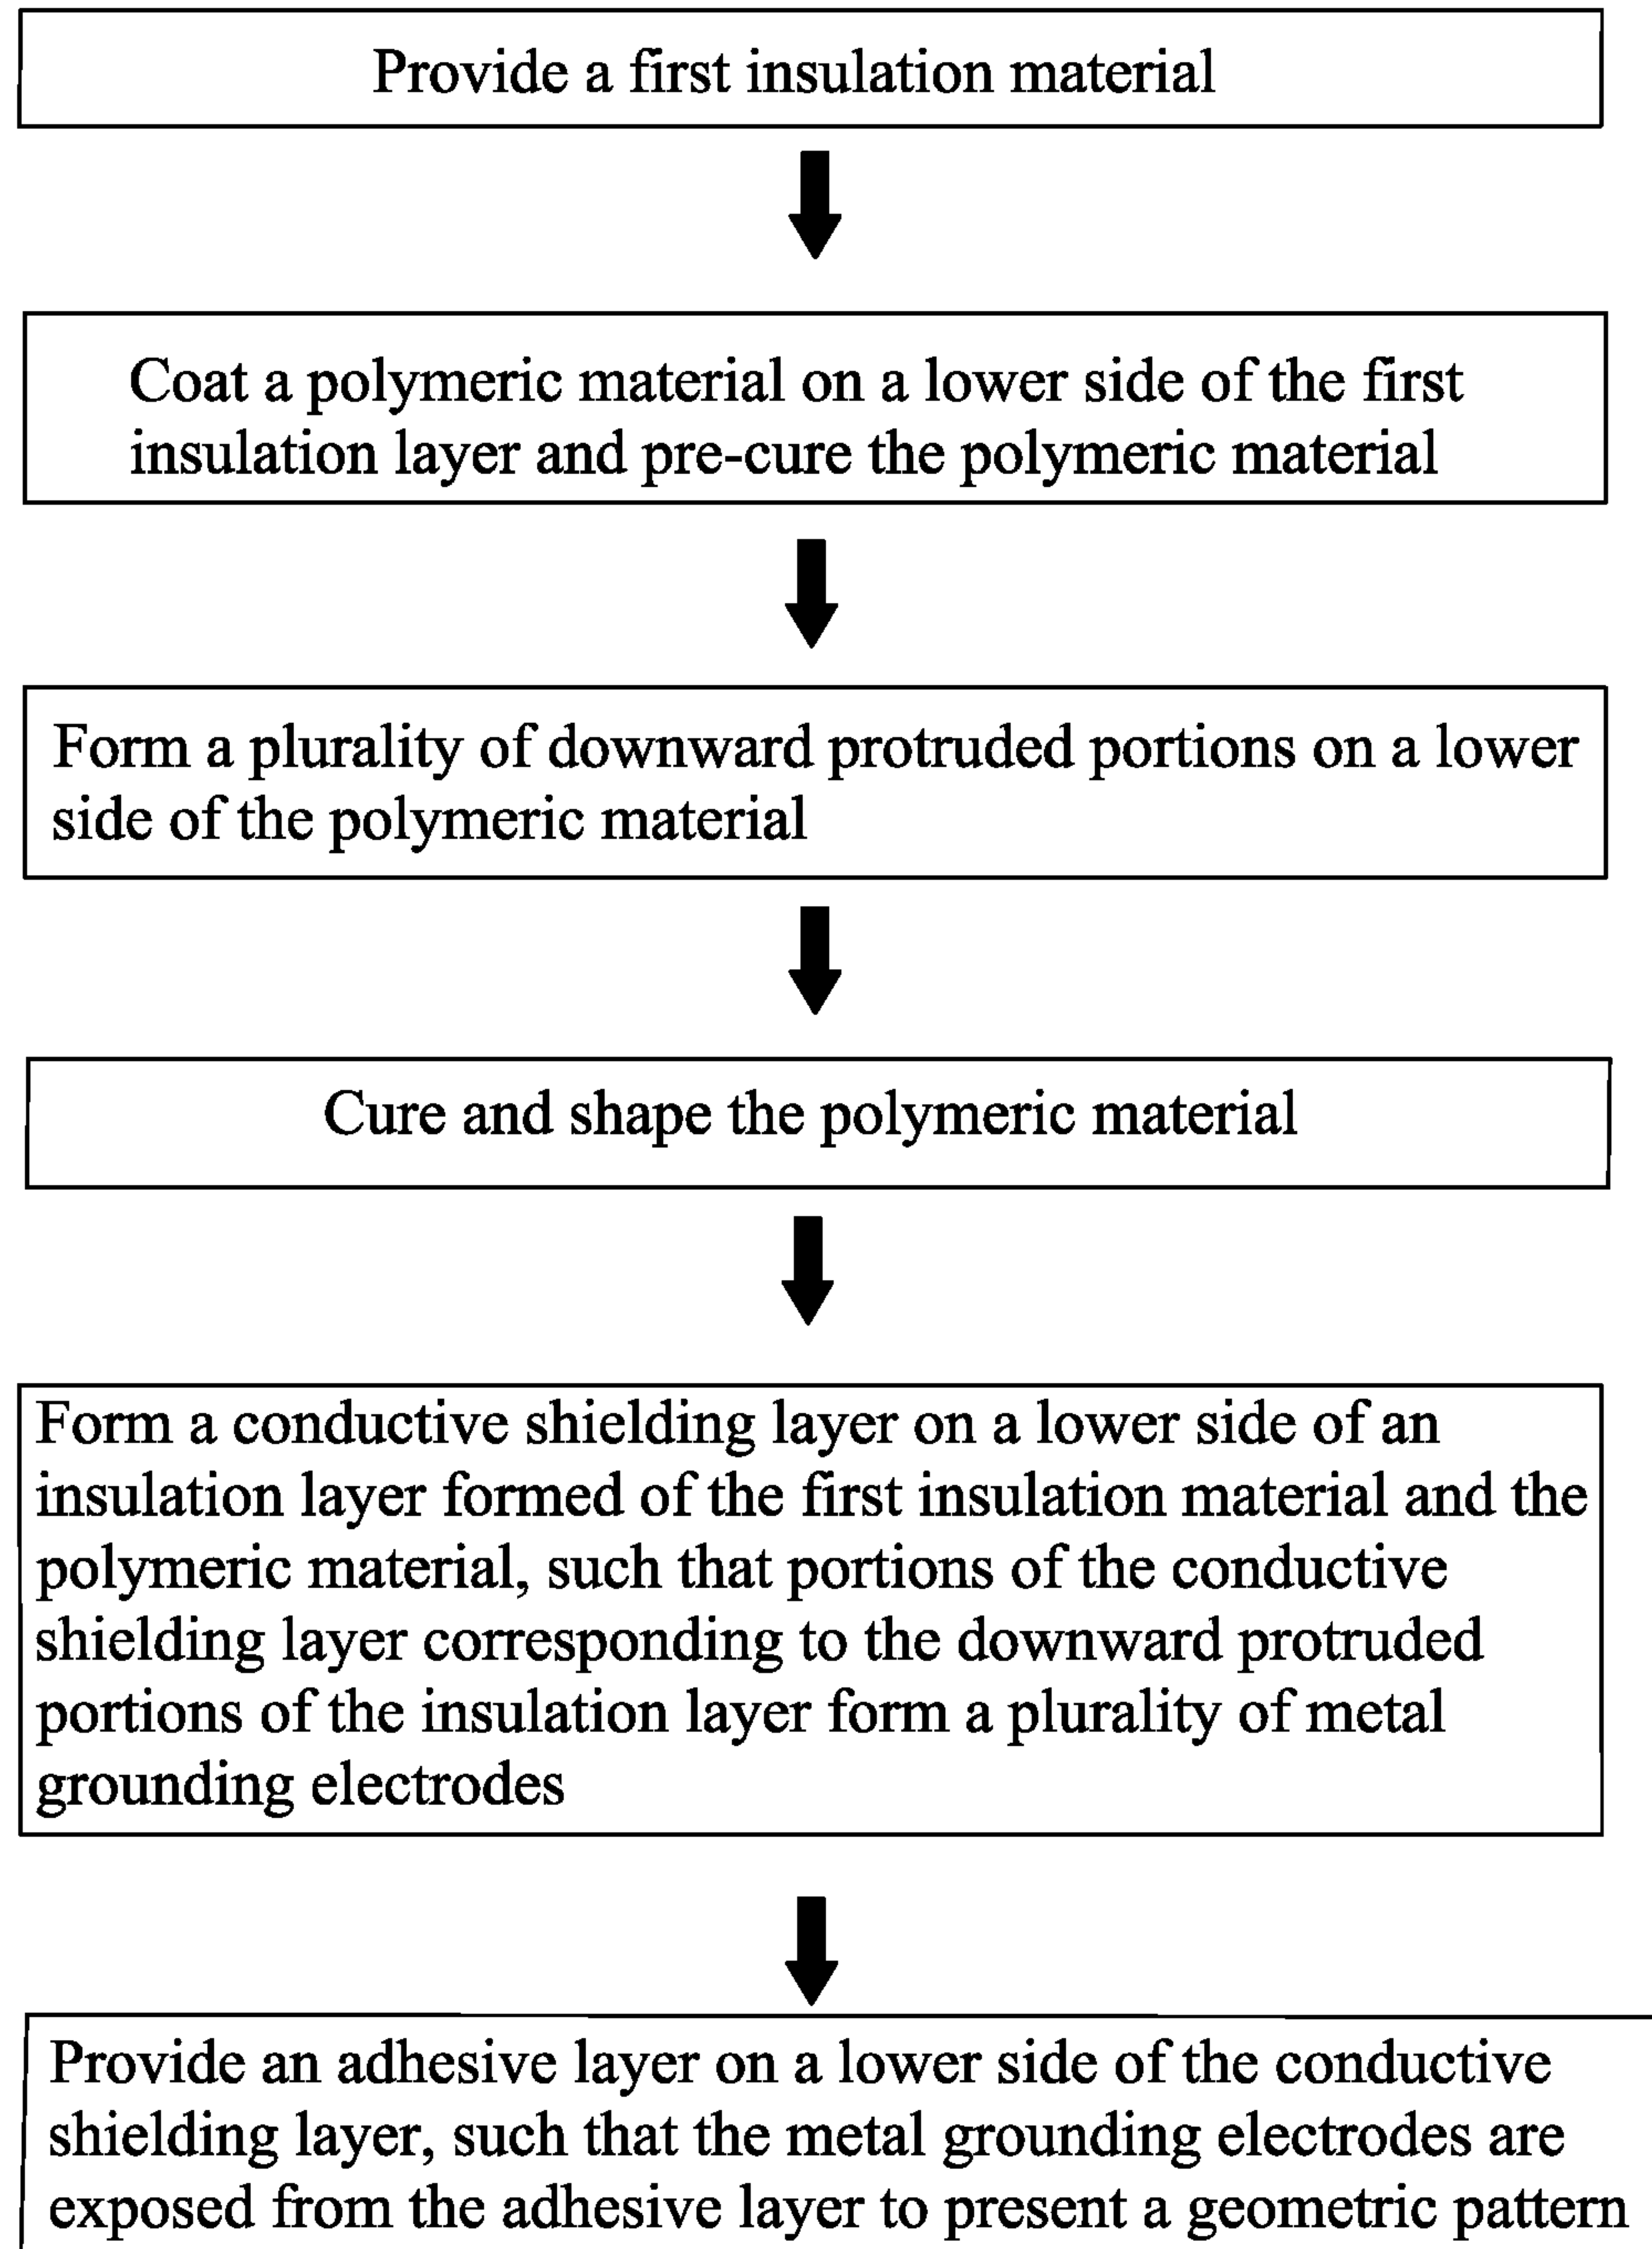 Provide a first insulation material
Coat a polymeric material on a lower side of the first
insulation layer and pre-cure the polymeric material
Form a plurality of downward protruded portions on a lower
side of the polymeric material
Cure and shape the polymeric material
Form a conductive shielding layer on a lower side of an
insulation layer formed of the first insulation material and the
polymeric material, such that portions of the conductive
shielding layer corresponding to the downward protruded
portions of the insulation layer form a plurality of metal
grounding electrodes
Provide an adhesive layer on a lower side of the conductive
shielding layer, such that the metal grounding electrodes are
exposed from the adhesive layer to present a geometric pattern